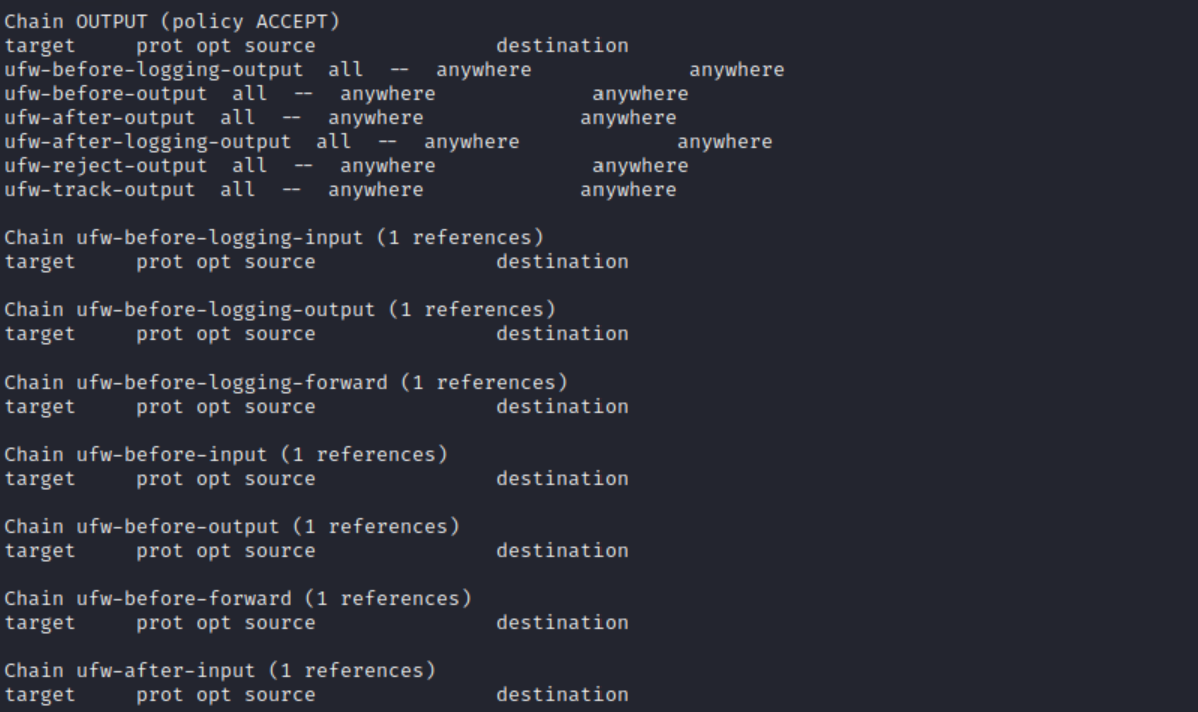 Chain OUTPUT (policy ACCEPT)
target     prot opt source               destination
ufw-before-logging-output  all  --  anywhere             anywhere
ufw-before-output  all  --  anywhere             anywhere
ufw-after-output  all  --  anywhere             anywhere
ufw-after-logging-output  all  --  anywhere             anywhere
ufw-reject-output  all  --  anywhere             anywhere
ufw-track-output  all  --  anywhere             anywhere

Chain ufw-before-logging-input (1 references)
target     prot opt source               destination

Chain ufw-before-logging-output (1 references)
target     prot opt source               destination

Chain ufw-before-logging-forward (1 references)
target     prot opt source               destination

Chain ufw-before-input (1 references)
target     prot opt source               destination

Chain ufw-before-output (1 references)
target     prot opt source               destination

Chain ufw-before-forward (1 references)
target     prot opt source               destination

Chain ufw-after-input (1 references)
target     prot opt source               destination